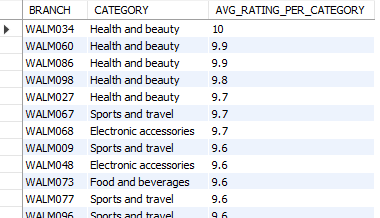 BRANCH CATEGORY AVG_RATING_PER_CATEGORY
WALM034 Health and beauty 10
WALM060 Health and beauty 9.9
WALM086 Health and beauty 9.9
WALM098 Health and beauty 9.8
WALM027 Health and beauty 9.7
WALM067 Sports and travel 9.7
WALM068 Electronic accessories 9.7
WALM009 Sports and travel 9.6
WALM048 Electronic accessories 9.6
WALM073 Food and beverages 9.6
WALM077 Sports and travel 9.6
WALM096 Sports and travel 9.6